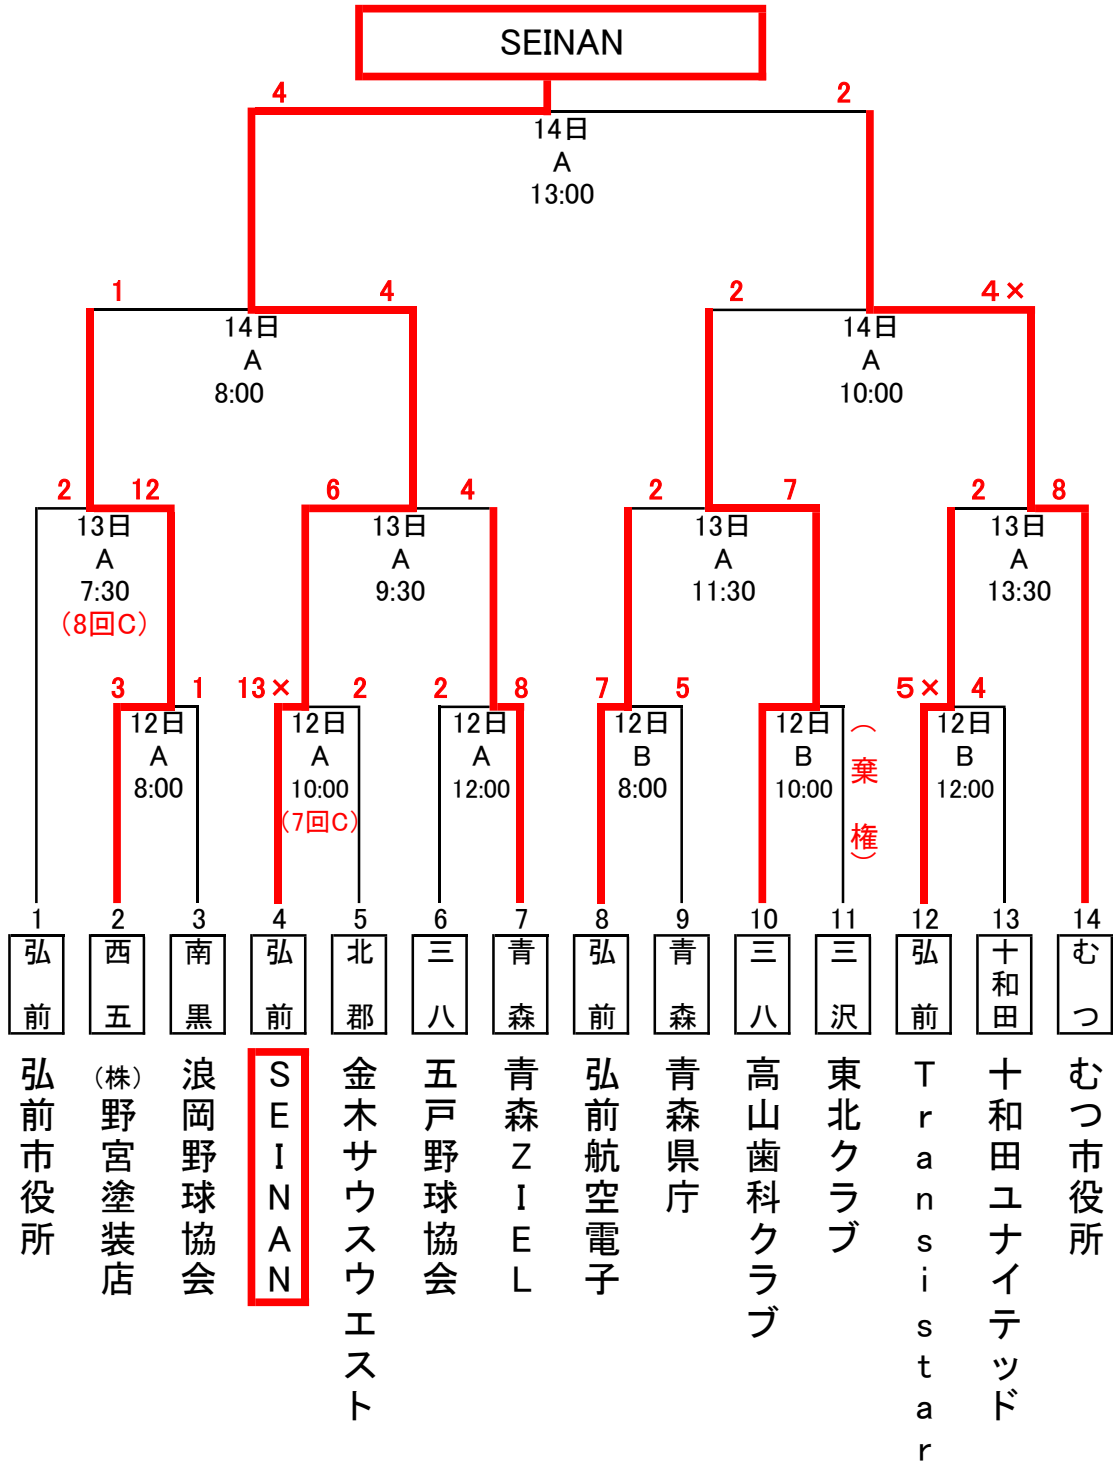 SEINAN
4 2
14日
A
13:00
1 4 2 4×
14日 14日
A A
8:00 10:00
2 12 6 4 2 7 2 8
13日 13日 13日 13日
A A A A
7:30 9:30 11:30 13:30
(8回C)
3 1 13× 2 2 8 7 5 5× 4
12日 12日 12日 12日 12日 12日
A A A B B B
8:00 10:00 12:00 8:00 10:00 12:00
(7回C)
(棄権)
1 2 3 4 5 6 7 8 9 10 11 12 13 14
弘前
西五
南黒
弘前
北郡
三八
青森
弘前
青森
三八
三沢
弘前
十和田
むつ
弘前市役所
(株)野宮塗装店
浪岡野球協会
SEINAN
金木サウスウエスト
五戸野球協会
青森ZIEL
弘前航空電子
青森県庁
高山歯科クラブ
東北クラブ
Transistar
十和田ユナイテッド
むつ市役所